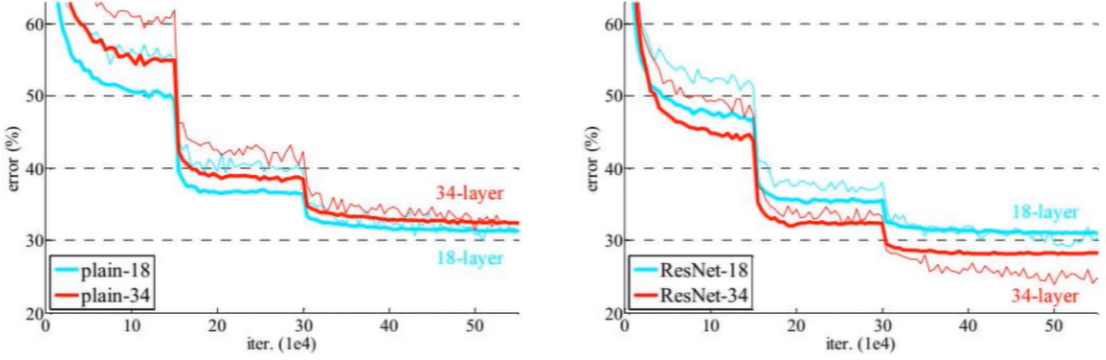 60
50
40
30
20
error (%)
34-layer
18-layer
plain-18
plain-34
0 10 20 30 40 50
iter. (1e4)
60
50
40
30
20
error (%)
18-layer
34-layer
ResNet-18
ResNet-34
0 10 20 30 40 50
iter. (1e4)